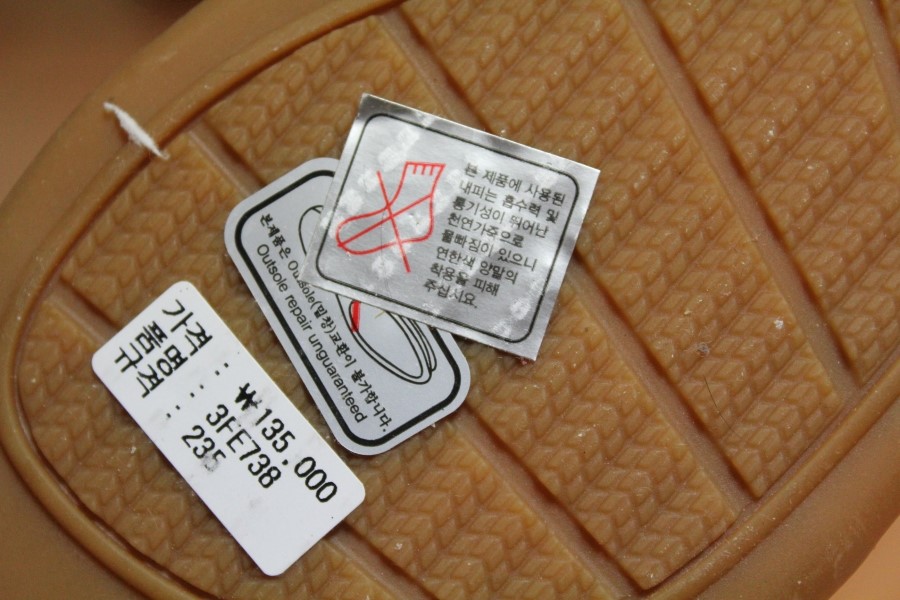 본 제품에 사용된
내피는 흡수력 및
통기성이 뛰어난
천연가죽으로
물빠짐이 있으니
연한색 양말의
착용을 피해
주십시요.
본제품은 Outsole(밑창)교환이 불가합니다.
Outsole repair unguaranteed
가격 : ₩135.000
품명 : 3FE738
규격 : 235